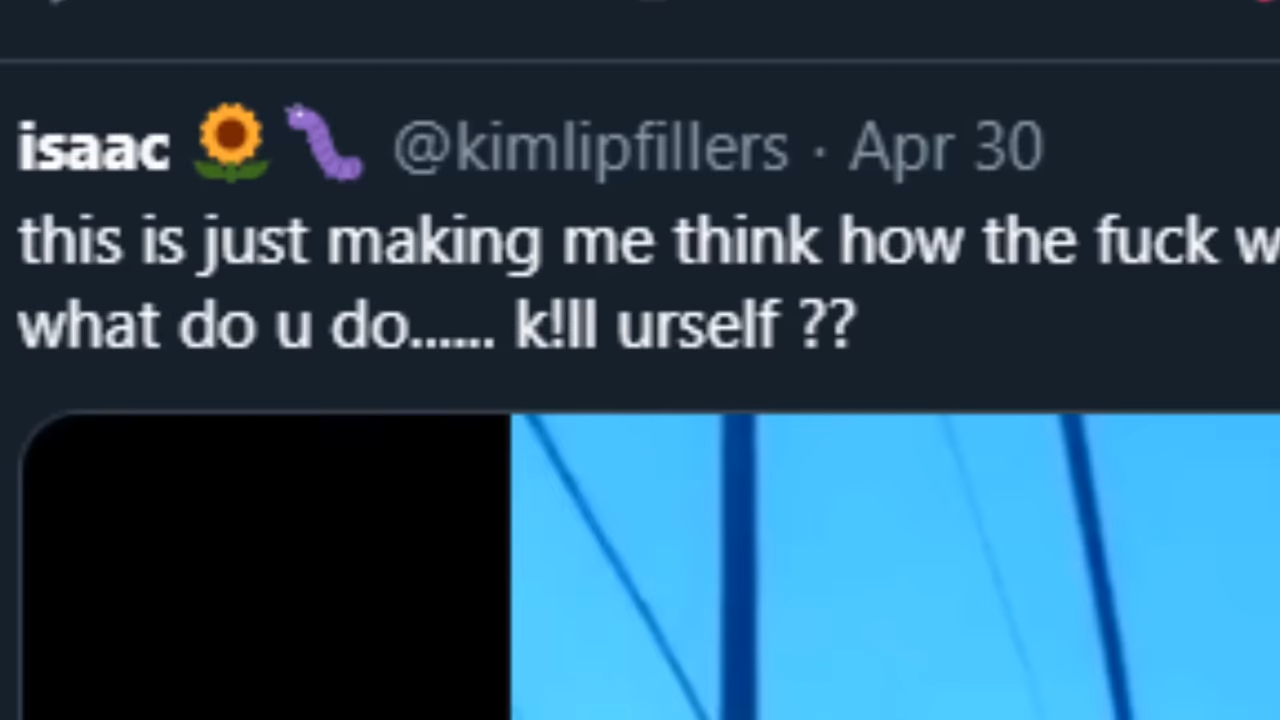 isaac 🌻🐛 @kimlipfillers · Apr 30
this is just making me think how the fuck
what do u do...... k!ll urself ??